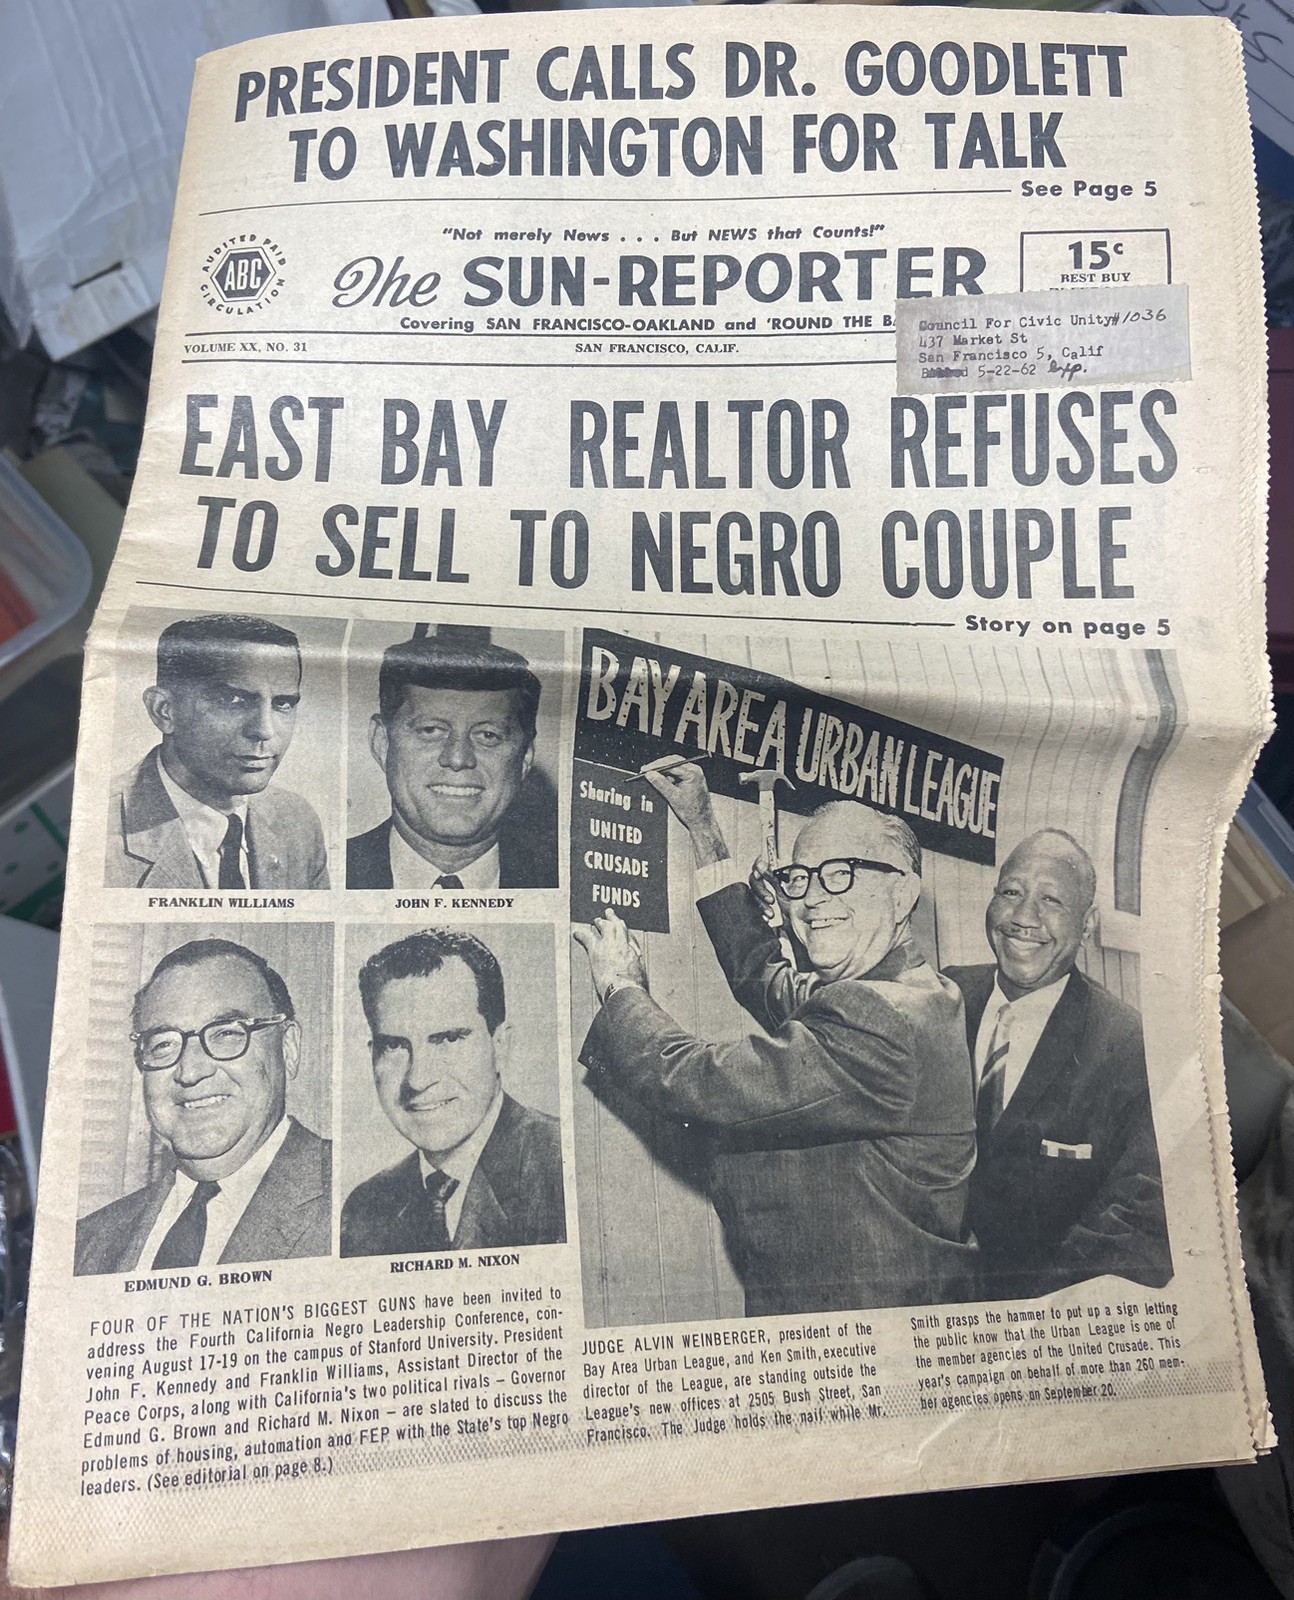 PRESIDENT CALLS DR. GOODLETT
TO WASHINGTON FOR TALK
See Page 5
AUDITED PAID
ABC
CIRCULATION
"Not merely News . . . But NEWS that Counts!"
The SUN-REPORTER
Covering SAN FRANCISCO-OAKLAND and 'ROUND THE
15c
BEST BUY
VOLUME XX, NO. 31
SAN FRANCISCO, CALIF.
Council For Civic Unity #1036
437 Market St
San Francisco 5, Calif
5-22-62 exp.
EAST BAY REALTOR REFUSES
TO SELL TO NEGRO COUPLE
Story on page 5
BAY AREA URBAN LEAGUE
Sharing in
UNITED
CRUSADE
FUNDS
FRANKLIN WILLIAMS
JOHN F. KENNEDY
EDMUND G. BROWN
RICHARD M. NIXON
FOUR OF THE NATION'S BIGGEST GUNS have been invited to
address the Fourth California Negro Leadership Conference, con-
vening August 17-19 on the campus of Stanford University. President
John F. Kennedy and Franklin Williams, Assistant Director of the
Peace Corps, along with California's two political rivals – Governor
Edmund G. Brown and Richard M. Nixon – are slated to discuss the
problems of housing, automation and FEP with the State's top Negro
leaders. (See editorial on page 8.)
JUDGE ALVIN WEINBERGER, president of the
Bay Area Urban League, and Ken Smith, executive
director of the League, are standing outside the
League's new offices at 2505 Bush Street, San
Francisco. The Judge holds the nail while Mr.
Smith grasps the hammer to put up a sign letting
the public know that the Urban League is one of
the member agencies of the United Crusade. This
year's campaign on behalf of more than 260 mem-
ber agencies opens on September 20.